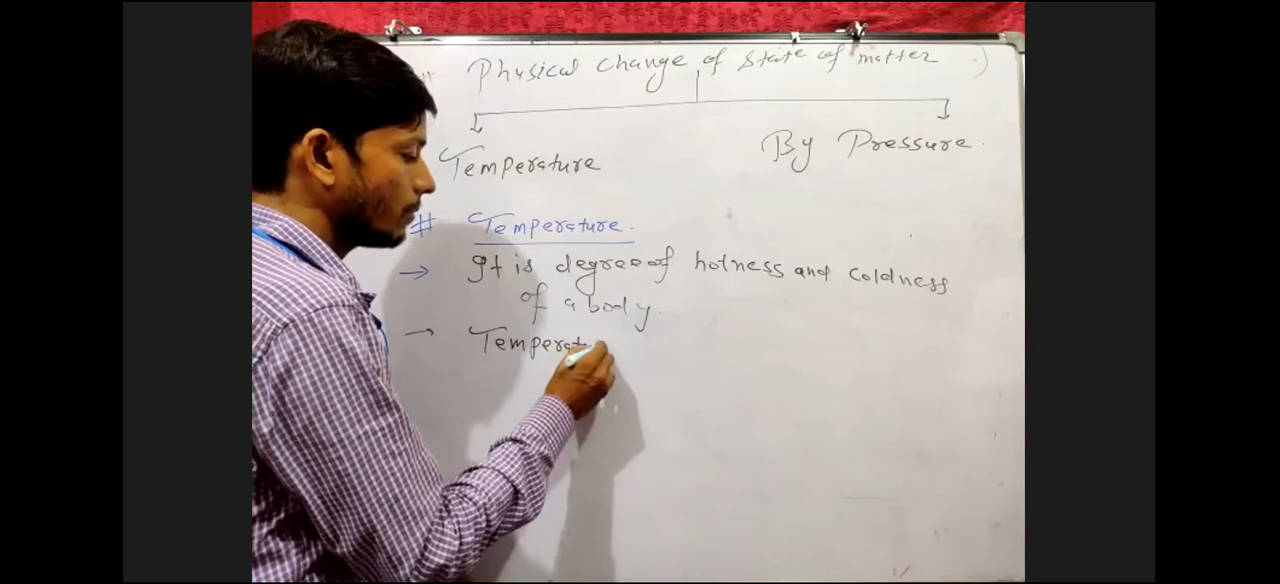 Physical change of state of matter
Temperature
By Pressure.
# Temperature.
→ It is degree of hotness and coldness
of a body.
→ Temperat